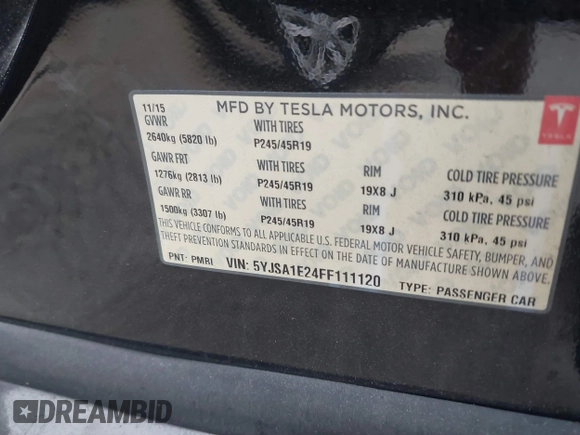 11/15 MFD BY TESLA MOTORS, INC.
GVWR WITH TIRES
2640kg (5820 lb) P245/45R19
GAWR FRT WITH TIRES RIM COLD TIRE PRESSURE
1276kg (2813 lb) P245/45R19 19X8 J 310 kPa, 45 psi
GAWR RR WITH TIRES RIM COLD TIRE PRESSURE
1500kg (3307 lb) P245/45R19 19X8 J 310 kPa, 45 psi
THIS VEHICLE CONFORMS TO ALL APPLICABLE U.S. FEDERAL MOTOR VEHICLE SAFETY, BUMPER, AND
THEFT PREVENTION STANDARDS IN EFFECT ON THE DATE OF MANUFACTURE SHOWN ABOVE.
PNT: PMBL VIN: 5YJSA1E24FF111120 TYPE: PASSENGER CAR
TESLA
DREAMBID